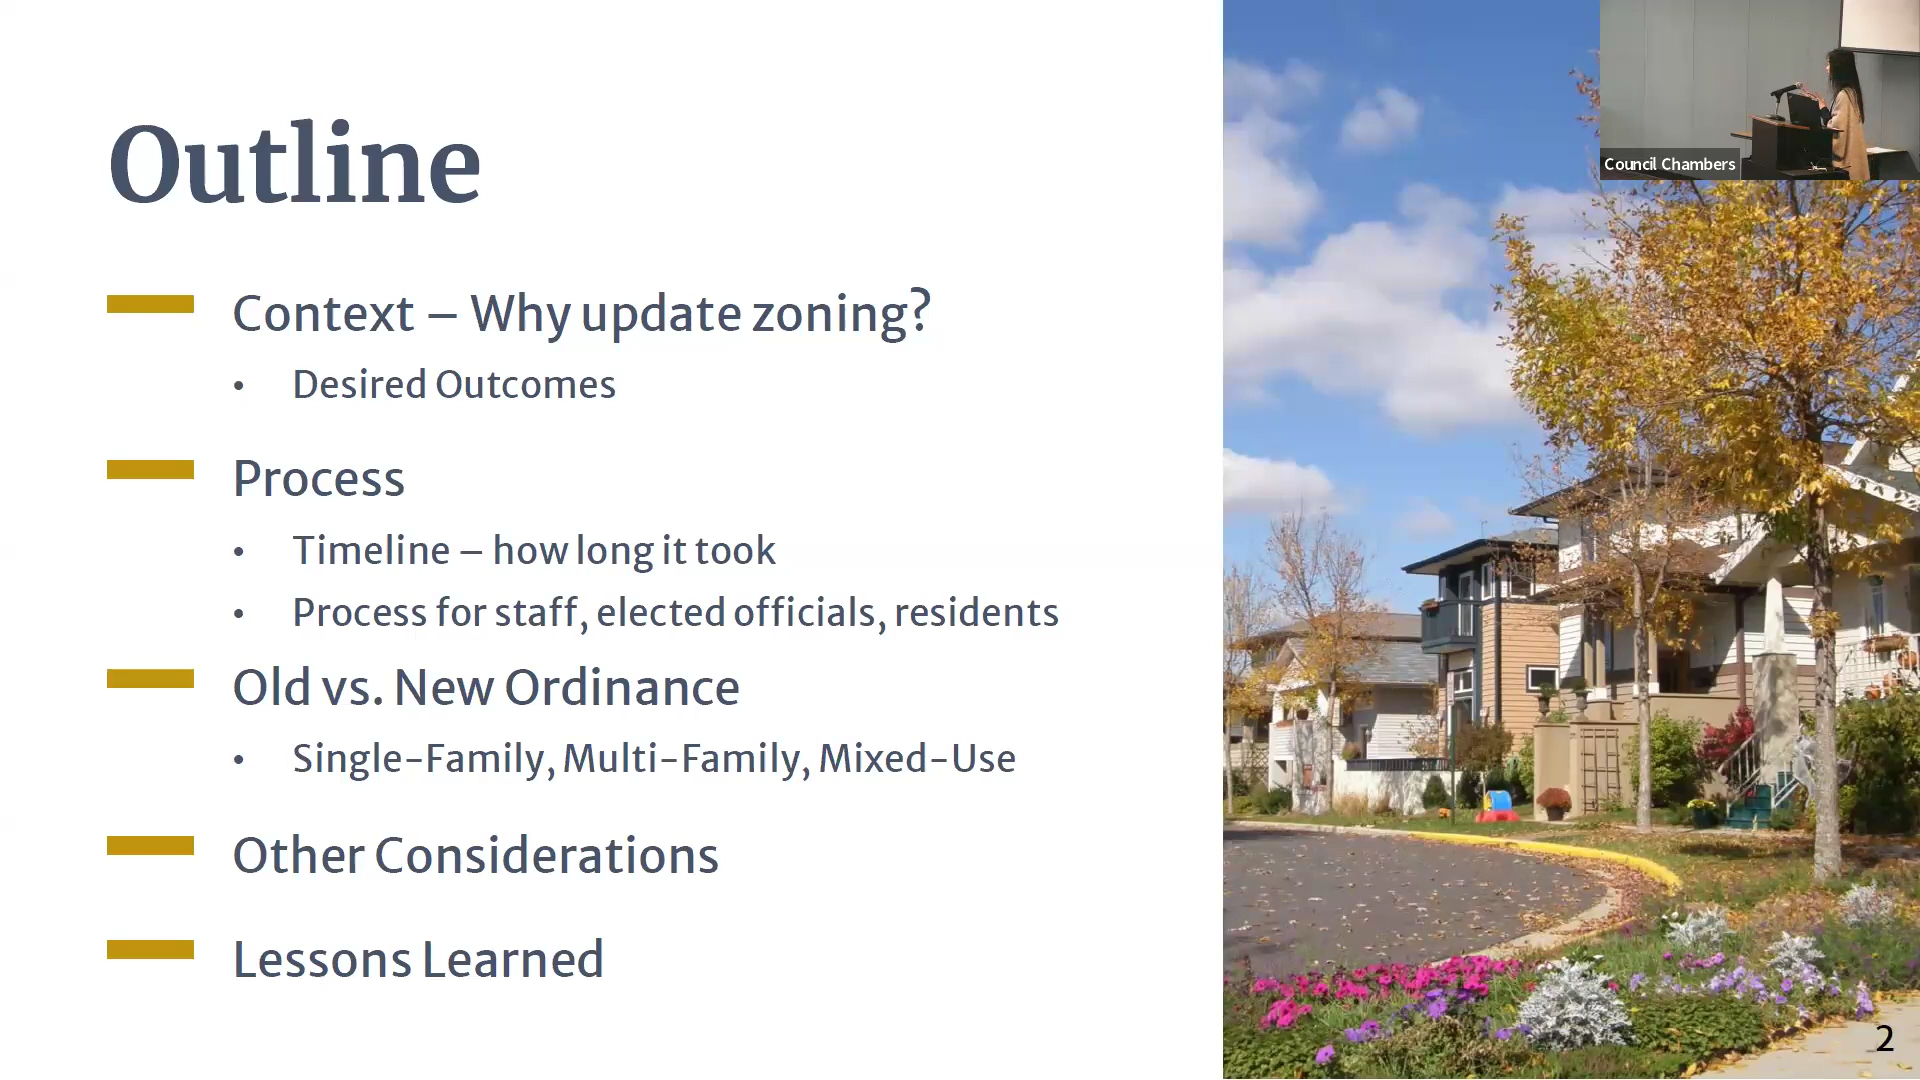 Outline
Context – Why update zoning?
• Desired Outcomes
Process
• Timeline – how long it took
• Process for staff, elected officials, residents
Old vs. New Ordinance
• Single-Family, Multi-Family, Mixed-Use
Other Considerations
Lessons Learned
Council Chambers
2